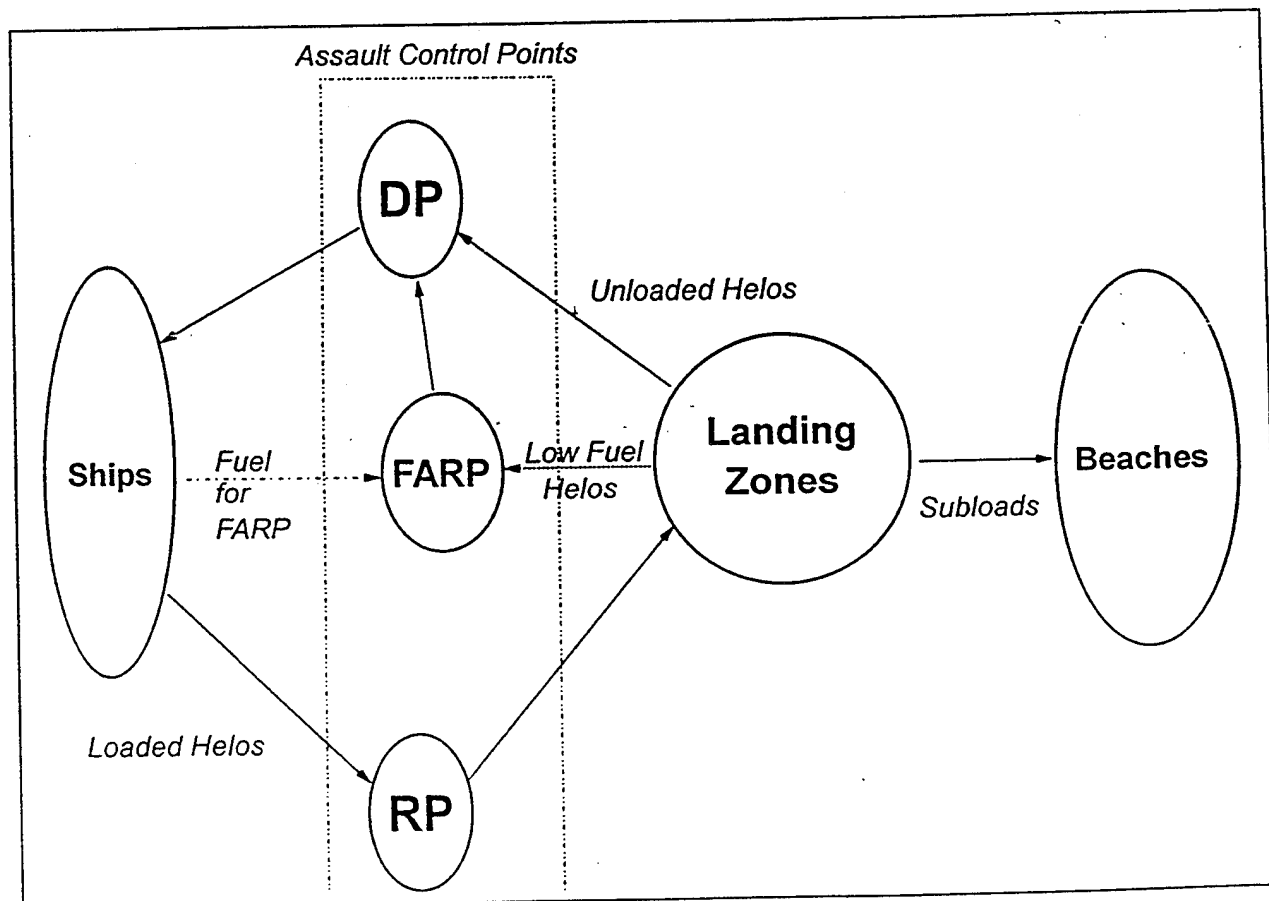 Assault Control Points
DP
Unloaded Helos
Ships
Fuel
for
FARP
FARP
Low Fuel
Helos
Landing
Zones
Subloads
Beaches
Loaded Helos
RP